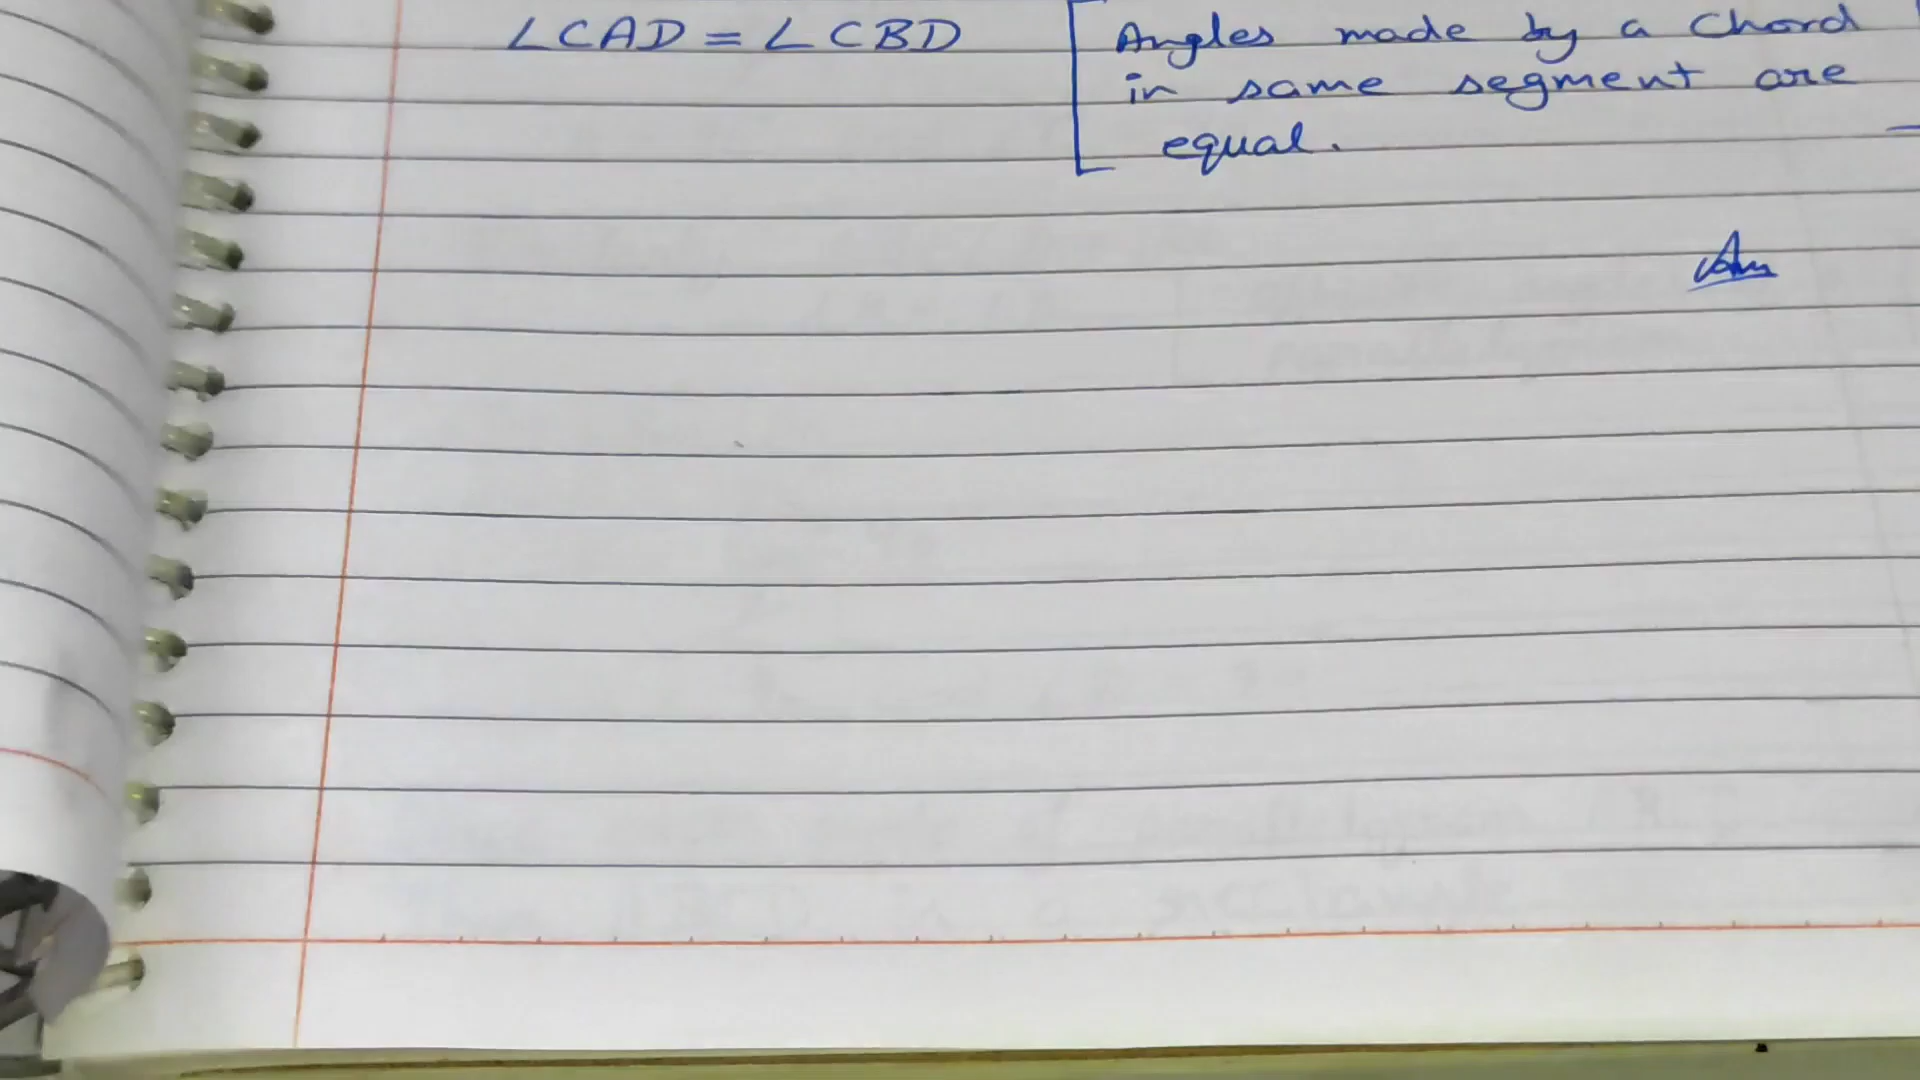 ∠CAD = ∠CBD [Angles made by a Chord
in same segment are
equal.
Ans